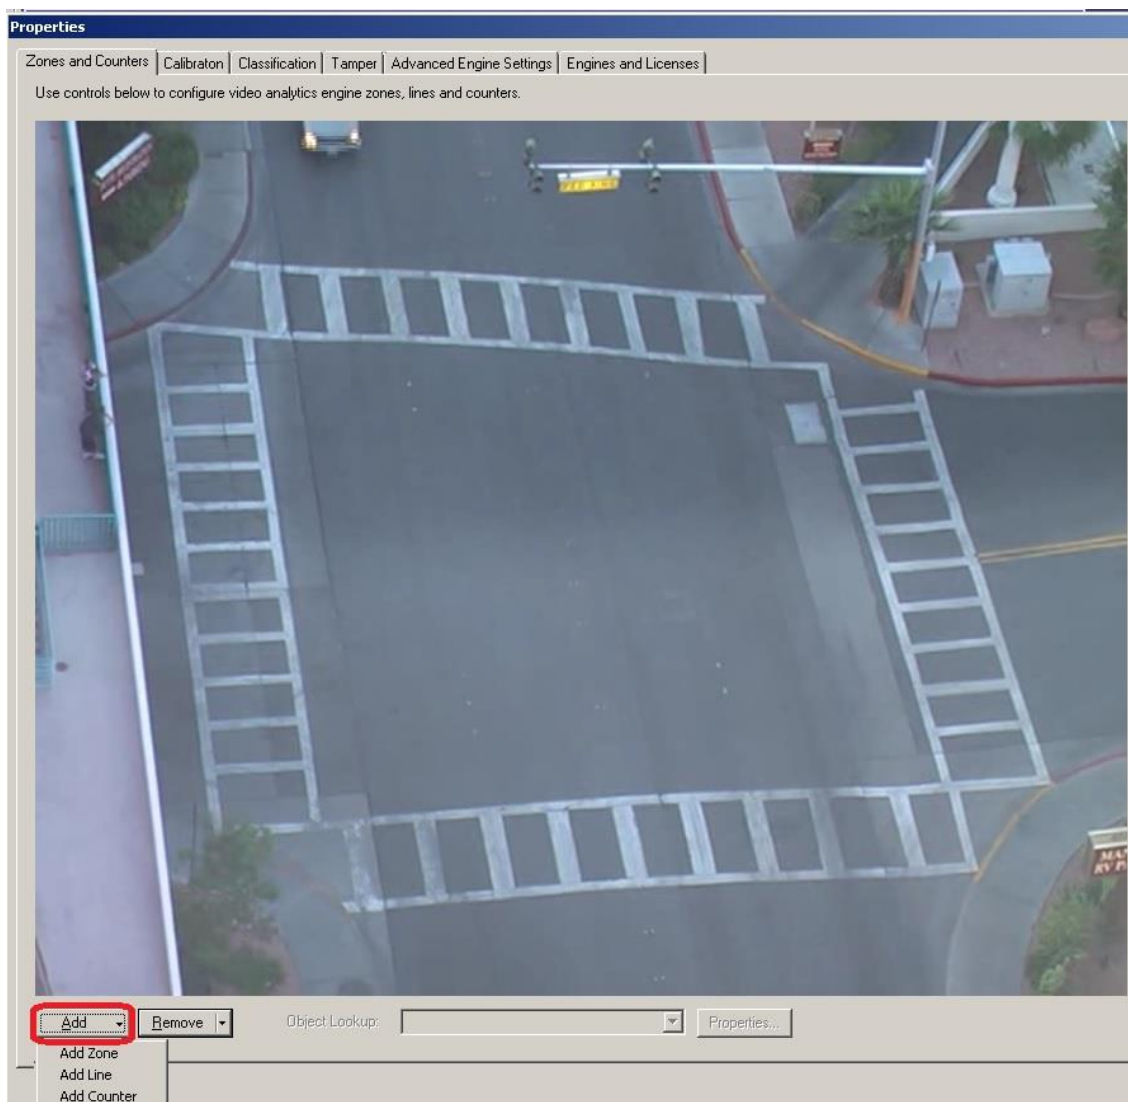 Properties
Zones and Counters Calibraton Classification Tamper Advanced Engine Settings Engines and Licenses
Use controls below to configure video analytics engine zones, lines and counters.
Add Remove Object Lookup: Properties...
Add Zone
Add Line
Add Counter